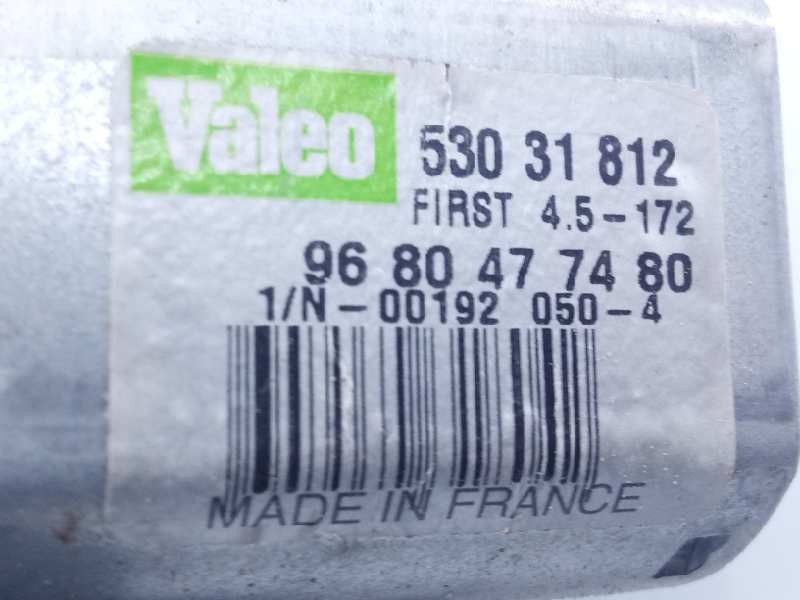 Valeo
530 31 812
FIRST 4.5-172
96 80 47 74 80
1/N-00192 050-4
MADE IN FRANCE